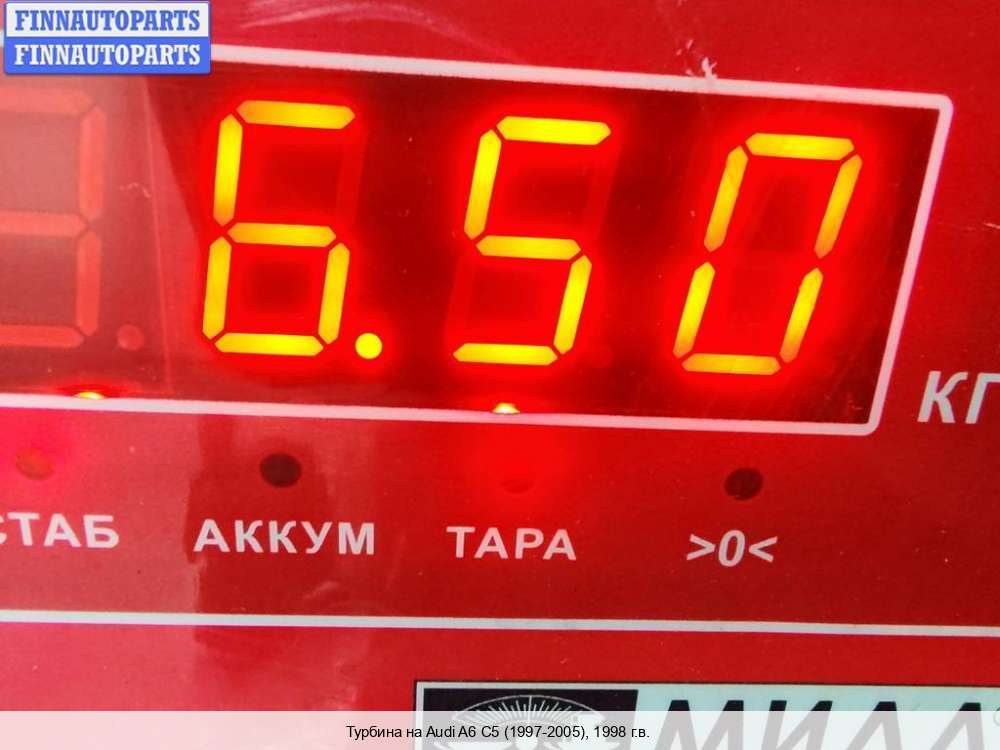 FINNAUTOPARTS
FINNAUTOPARTS
6.50
КГ
СТАБ АККУМ ТАРА >0<
Турбина на Audi A6 C5 (1997-2005), 1998 г.в.